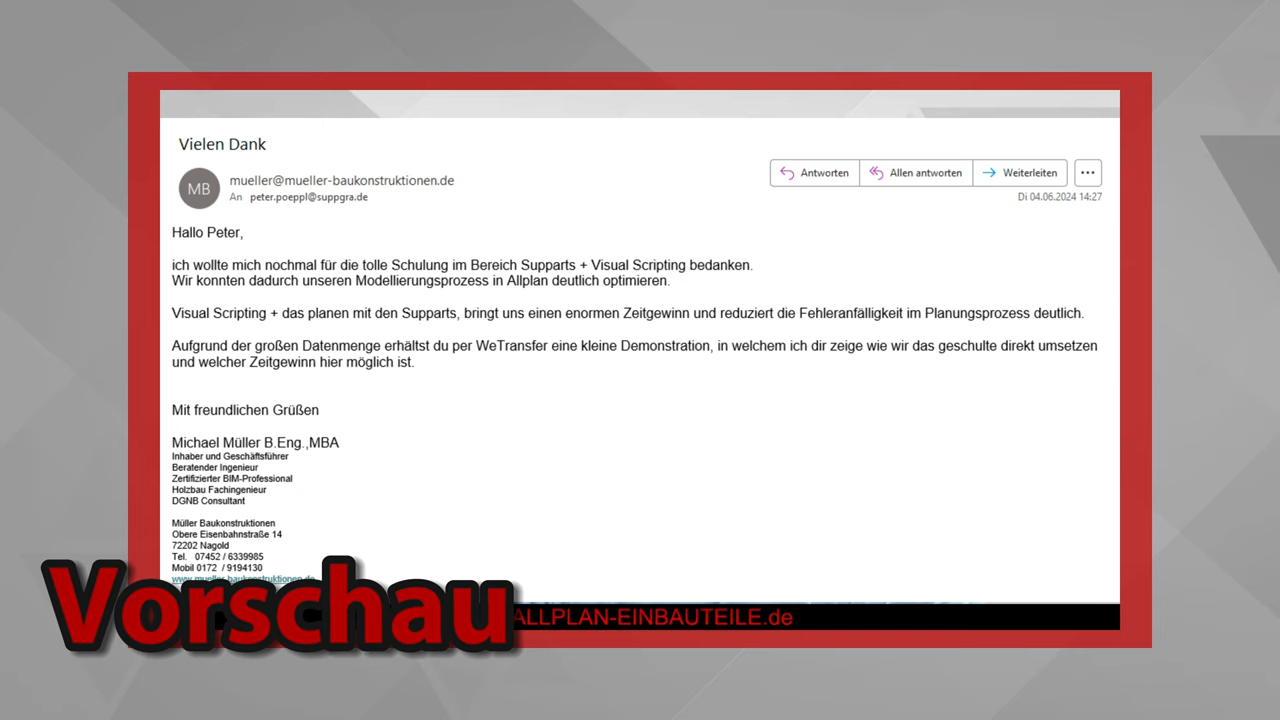 Vielen Dank
MB
mueller@mueller-baukonstruktionen.de
An peter.poeppl@suppgra.de
Antworten
Allen antworten
Weiterleiten
Di 04.06.2024 14:27
Hallo Peter,
ich wollte mich nochmal für die tolle Schulung im Bereich Supparts + Visual Scripting bedanken.
Wir konnten dadurch unseren Modellierungsprozess in Allplan deutlich optimieren.
Visual Scripting + das planen mit den Supparts, bringt uns einen enormen Zeitgewinn und reduziert die Fehleranfälligkeit im Planungsprozess deutlich.
Aufgrund der großen Datenmenge erhältst du per WeTransfer eine kleine Demonstration, in welchem ich dir zeige wie wir das geschulte direkt umsetzen
und welcher Zeitgewinn hier möglich ist.
Mit freundlichen Grüßen
Michael Müller B.Eng.,MBA
Inhaber und Geschäftsführer
Beratender Ingenieur
Zertifizierter BIM-Professional
Holzbau Fachingenieur
DGNB Consultant
Müller Baukonstruktionen
Obere Eisenbahnstraße 14
72202 Nagold
Tel. 07452 / 6339985
Mobil 0172 / 9194130
www.mueller-baukonstruktionen.de
Vorschau
ALLPLAN-EINBAUTEILE.de